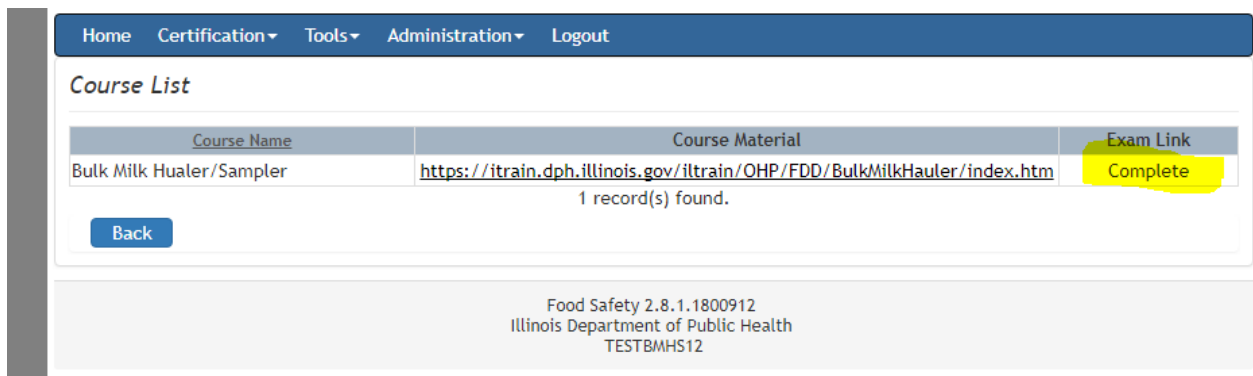 Home Certification Tools Administration Logout
Course List
Course Name Course Material Exam Link
Bulk Milk Hualer/Sampler https://itrain.dph.illinois.gov/iltrain/OHP/FDD/BulkMilkHauler/index.htm Complete
1 record(s) found.
Back
Food Safety 2.8.1.1800912
Illinois Department of Public Health
TESTBMHS12